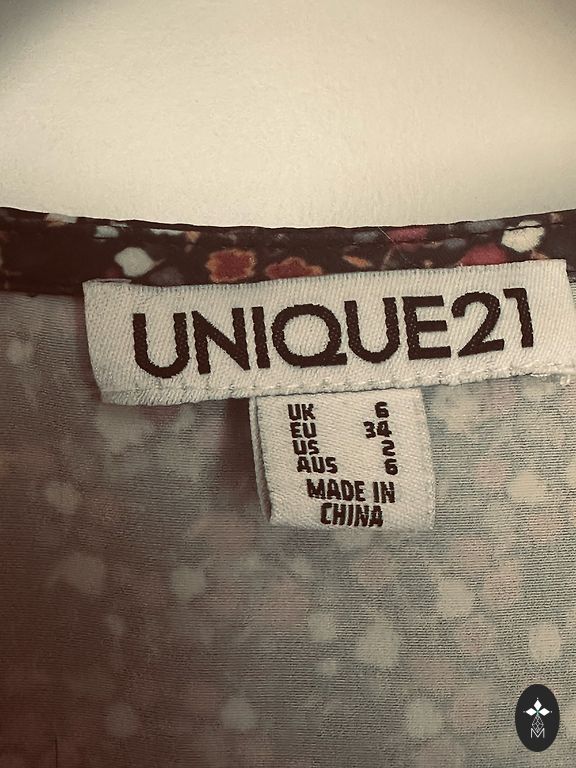 UNIQUE21
UK 6
EU 34
US 2
AUS 6
MADE IN
CHINA
M